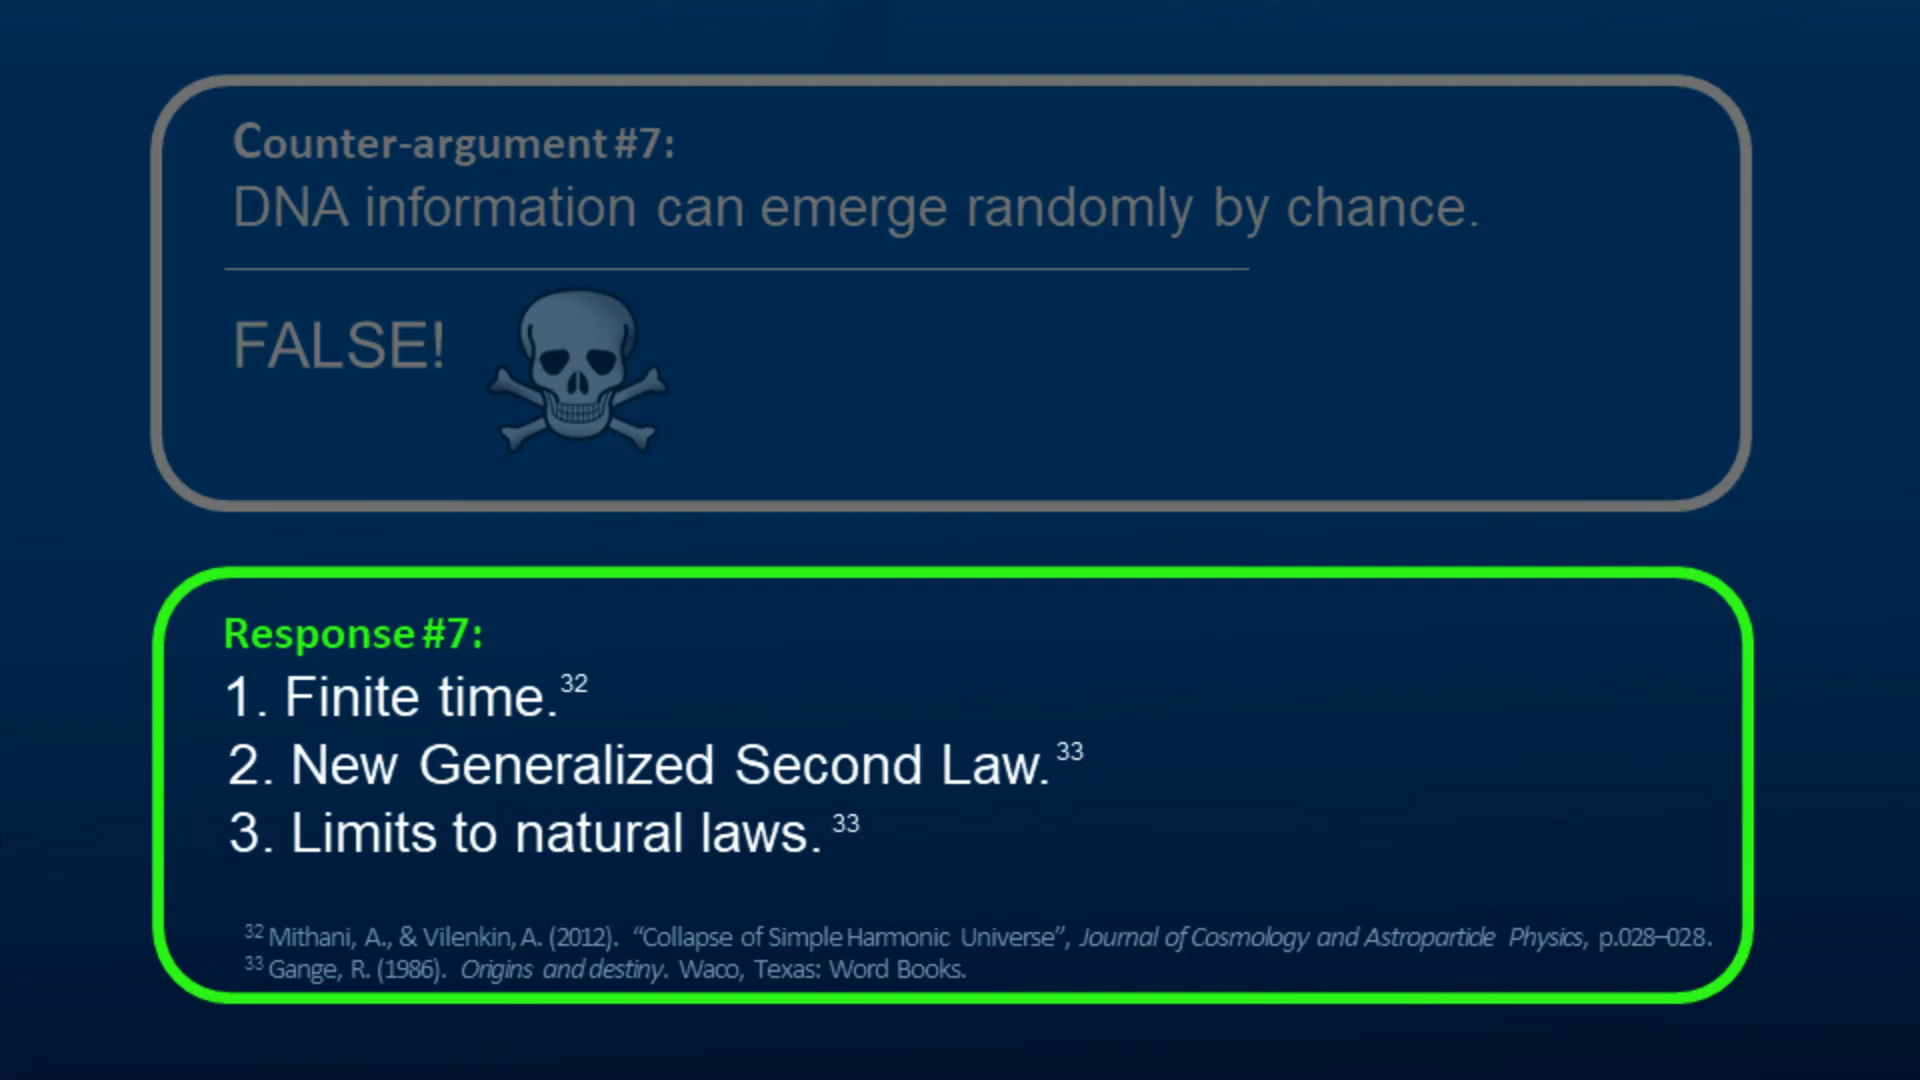 Counter-argument #7:
DNA information can emerge randomly by chance.
FALSE!
Response #7:
1. Finite time.32
2. New Generalized Second Law.33
3. Limits to natural laws. 33
32 Mithani, A., & Vilenkin, A. (2012). “Collapse of Simple Harmonic Universe”, Journal of Cosmology and Astroparticle Physics, p.028–028.
33 Gange, R. (1986). Origins and destiny. Waco, Texas: Word Books.